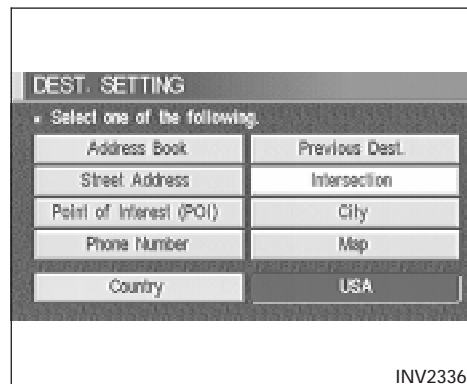 DEST. SETTING
Select one of the following.
Address Book Previous Dest.
Street Address Intersection
Point of Interest (POI) City
Phone Number Map
Country USA
INV2336